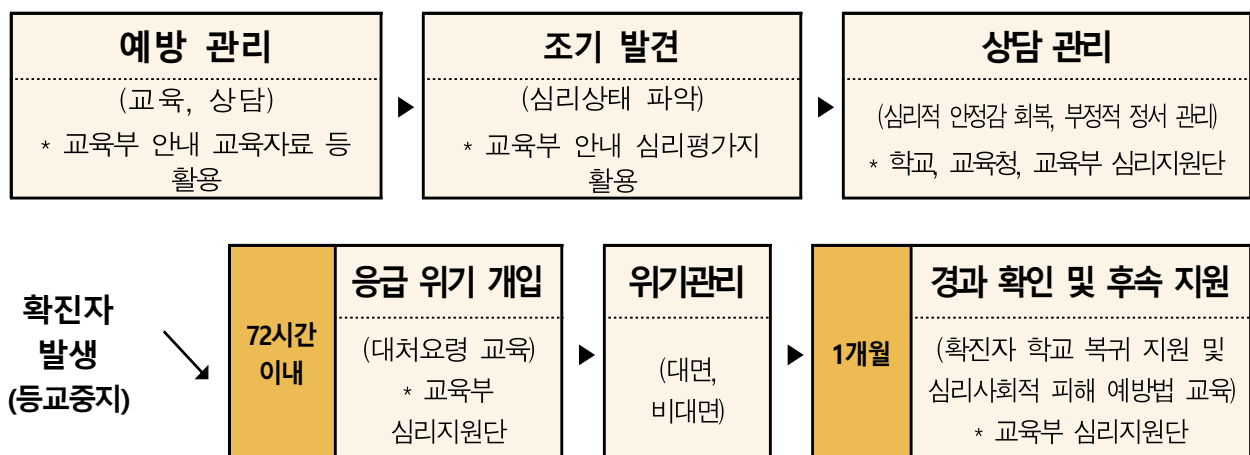 예방 관리
(교육, 상담)
* 교육부 안내 교육자료 등
활용
조기 발견
(심리상태 파악)
* 교육부 안내 심리평가지
활용
상담 관리
(심리적 안정감 회복, 부정적 정서 관리)
* 학교, 교육청, 교육부 심리지원단
확진자
발생
(등교중지)
72시간
이내
응급 위기 개입
(대처요령 교육)
* 교육부
심리지원단
위기관리
(대면,
비대면)
1개월
경과 확인 및 후속 지원
(확진자 학교 복귀 지원 및
심리사회적 피해 예방법 교육)
* 교육부 심리지원단